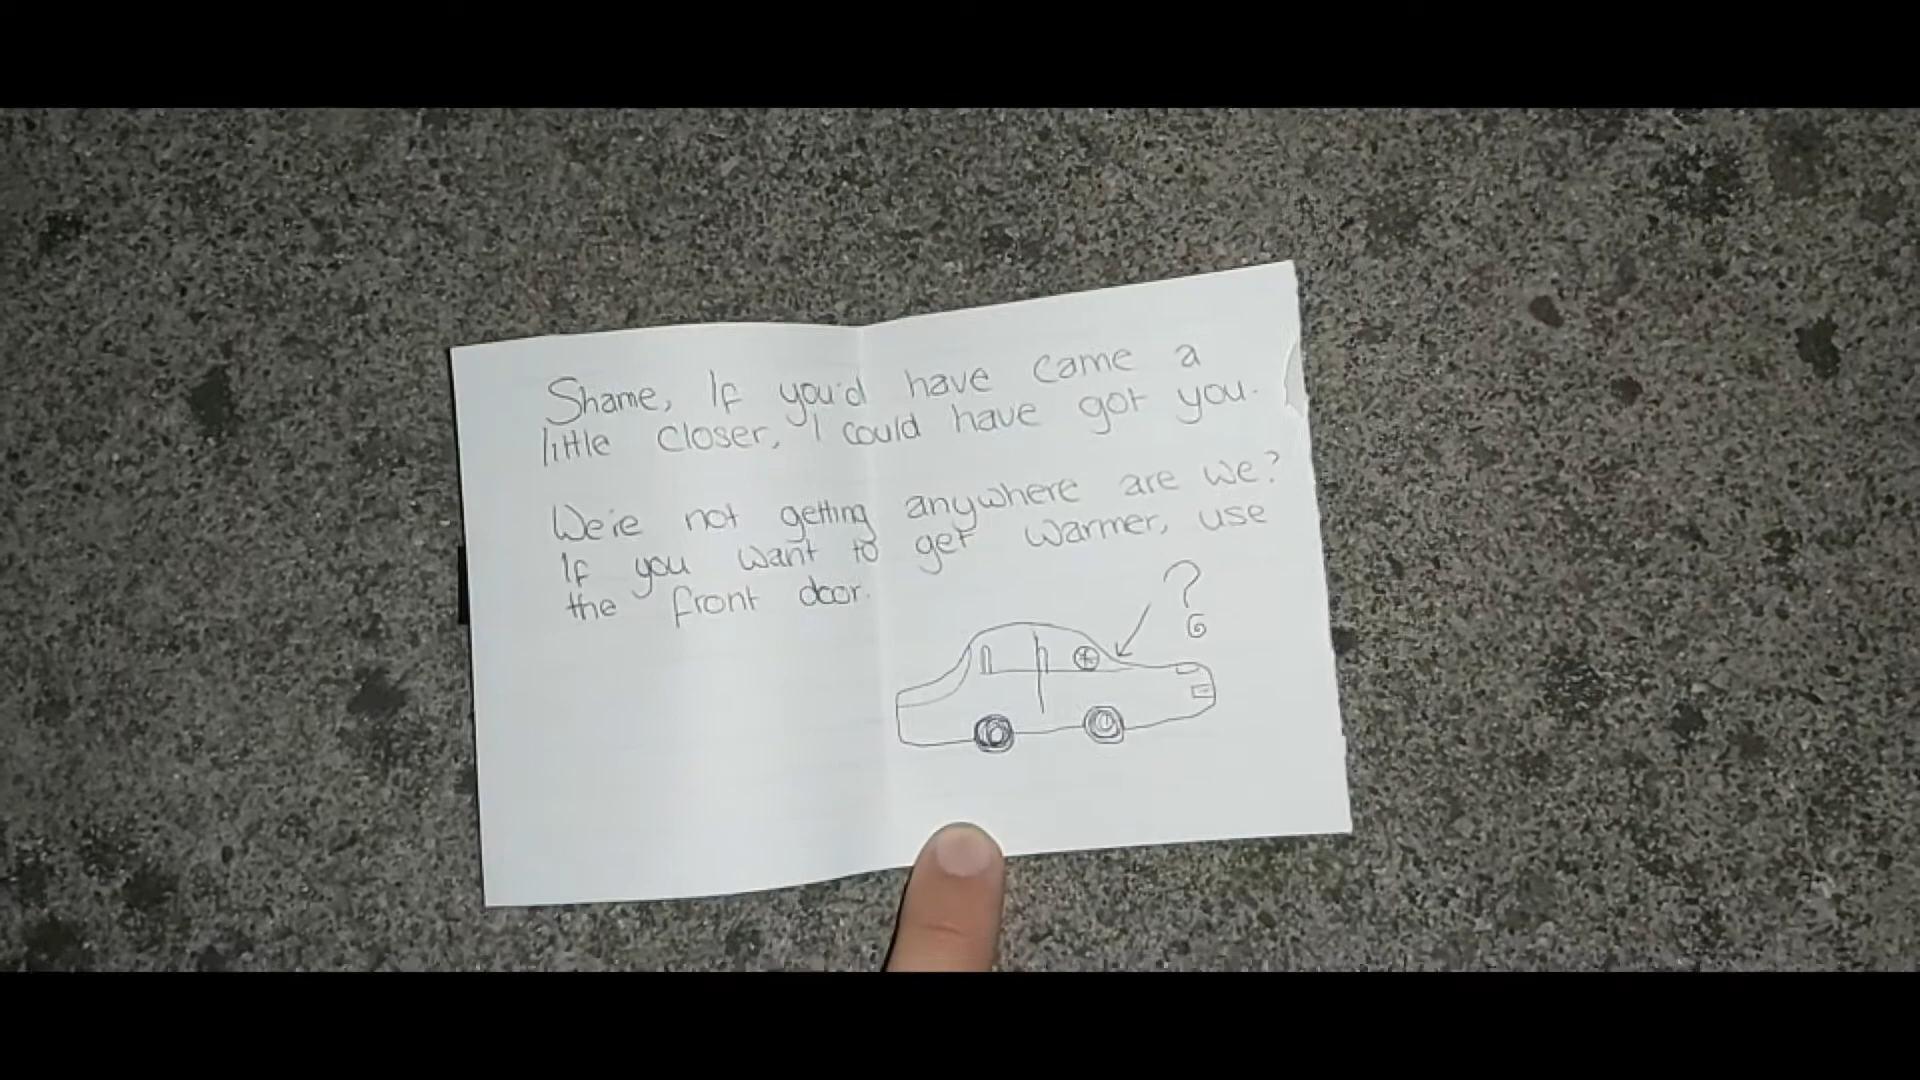 Shame, If you'd have came a
little closer, I could have got you.
We're not getting anywhere are we?
If you want to get warmer, use
the front door.
?